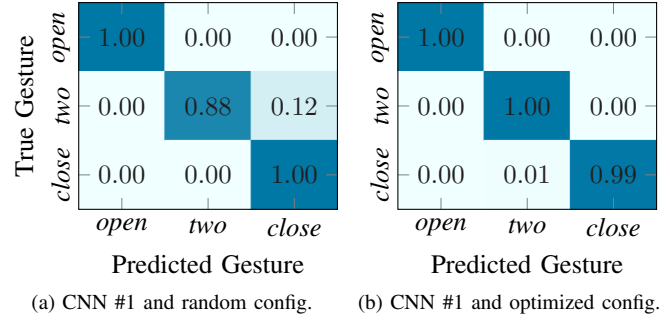 True Gesture
open
1.00 0.00 0.00
two
0.00 0.88 0.12
close
0.00 0.00 1.00
open two close
Predicted Gesture
(a) CNN #1 and random config.
open
1.00 0.00 0.00
two
0.00 1.00 0.00
close
0.00 0.01 0.99
open two close
Predicted Gesture
(b) CNN #1 and optimized config.